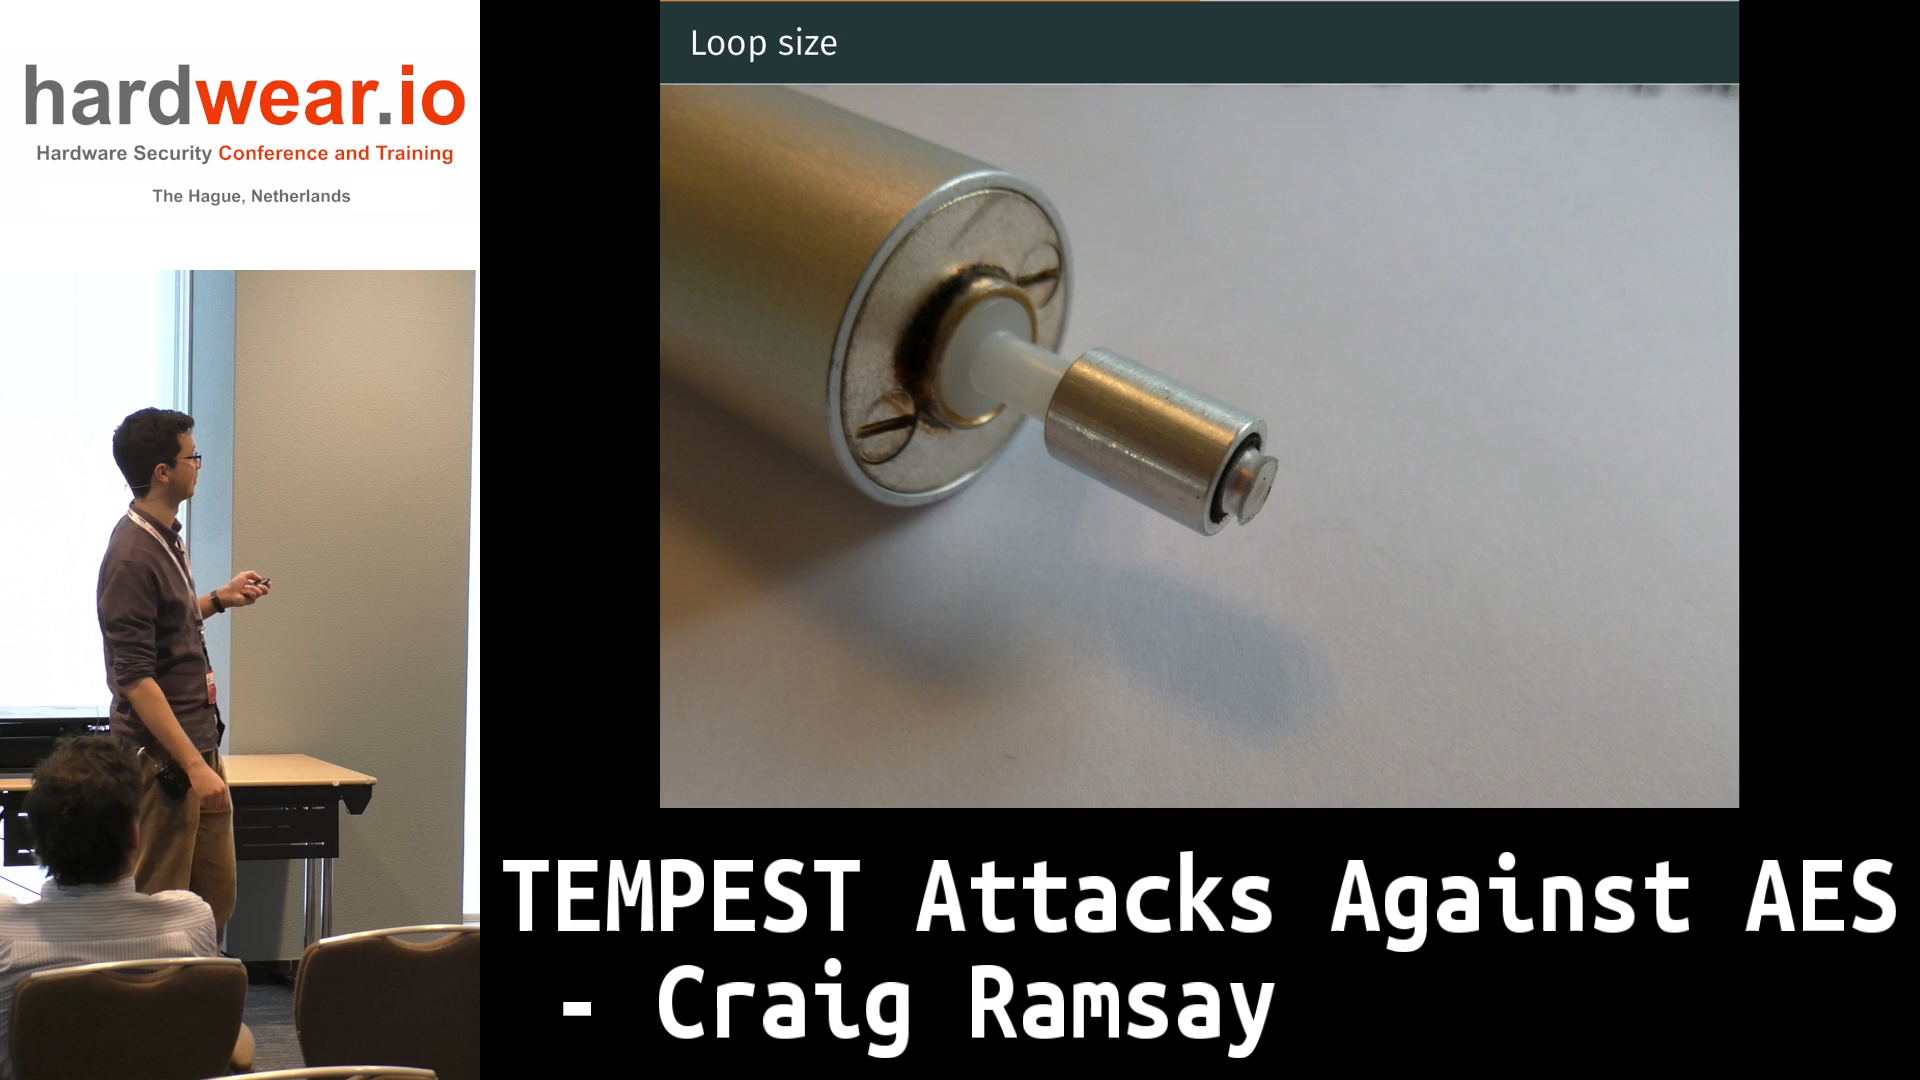 hardwear.io
Hardware Security Conference and Training
The Hague, Netherlands
Loop size
TEMPEST Attacks Against AES
- Craig Ramsay